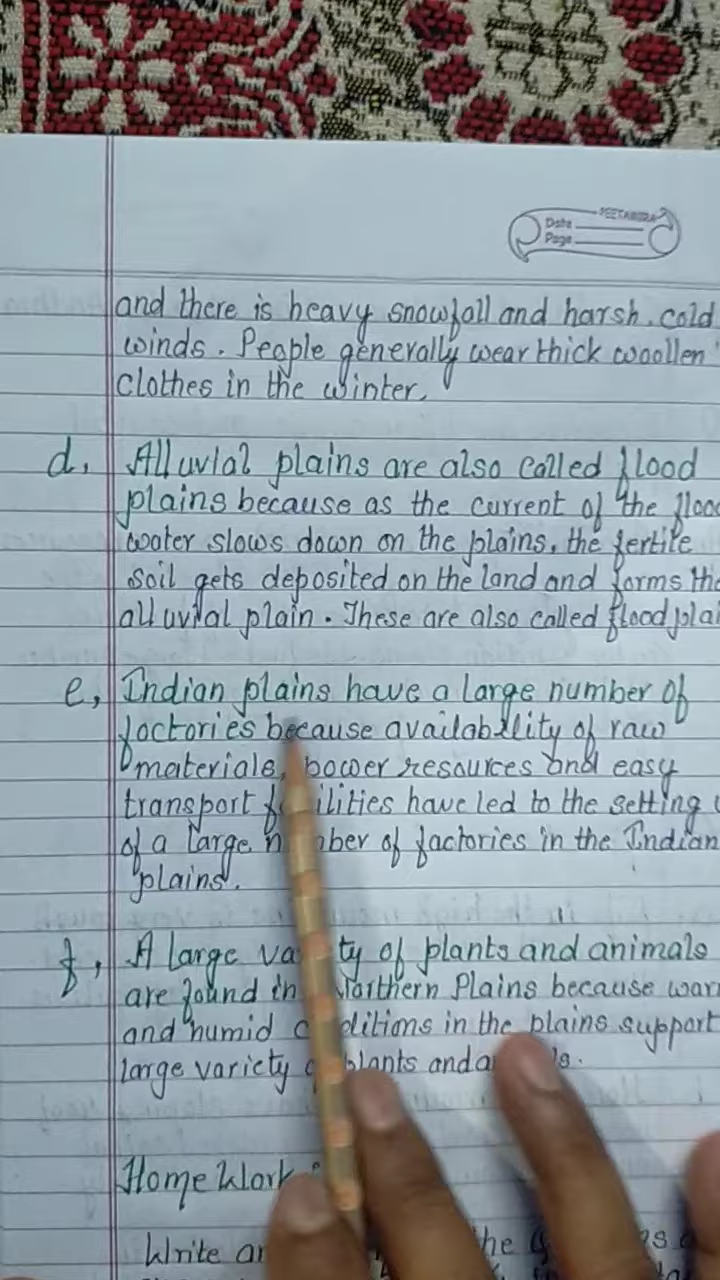 PEETAMBRA
Date
Page
and there is heavy snowfall and harsh, cold
winds. People generally wear thick woollen
clothes in the winter.
d, Alluvial plains are also called flood
plains because as the current of the
water slows down on the plains, the fertile
soil gets deposited on the land and forms
alluvial plain. These are also called flood
e, Indian plains have a large number of
factories because availability of raw
materials, power resources and easy
transport have led to the setting
of a large of factories in the Indian
plains.
f, A large of plants and animals
are found in Northern Plains because
and humid in the plains support
large variety plants and
Home Work
Write the